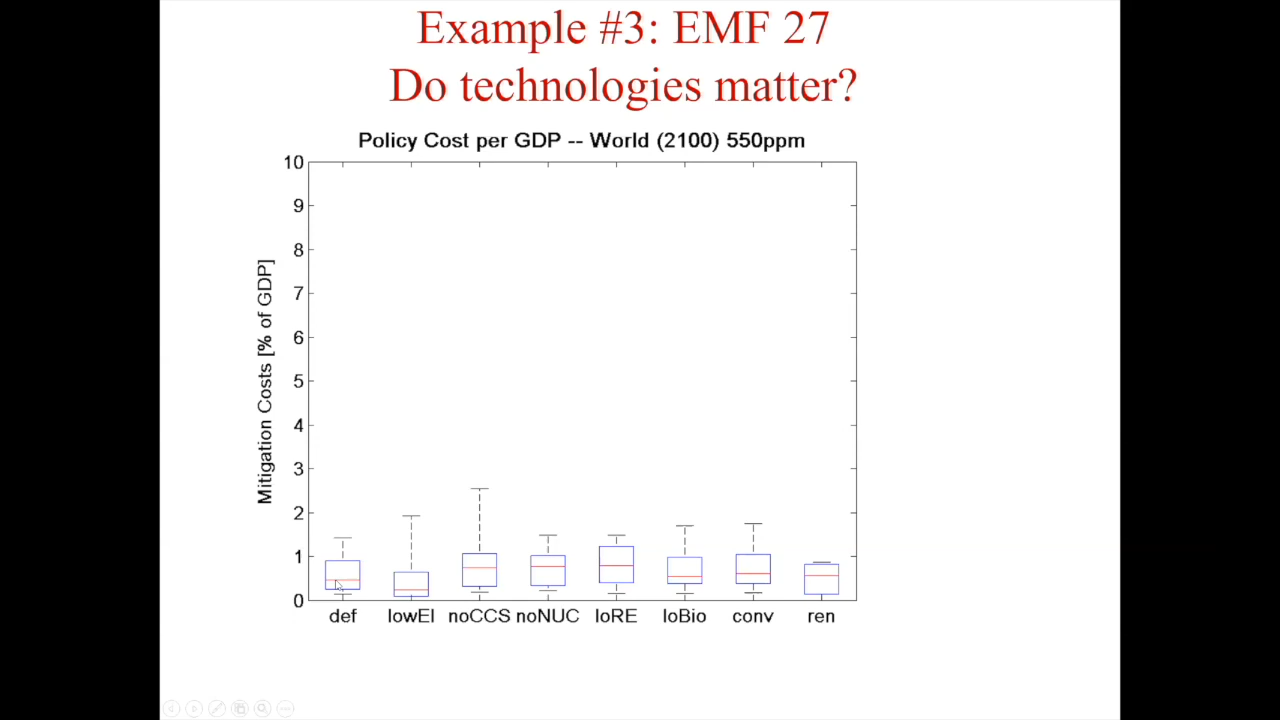 Example #3: EMF 27
Do technologies matter?
Policy Cost per GDP -- World (2100) 550ppm
Mitigation Costs [% of GDP]
10
9
8
7
6
5
4
3
2
1
0
def lowEI noCCS noNUC loRE loBio conv ren